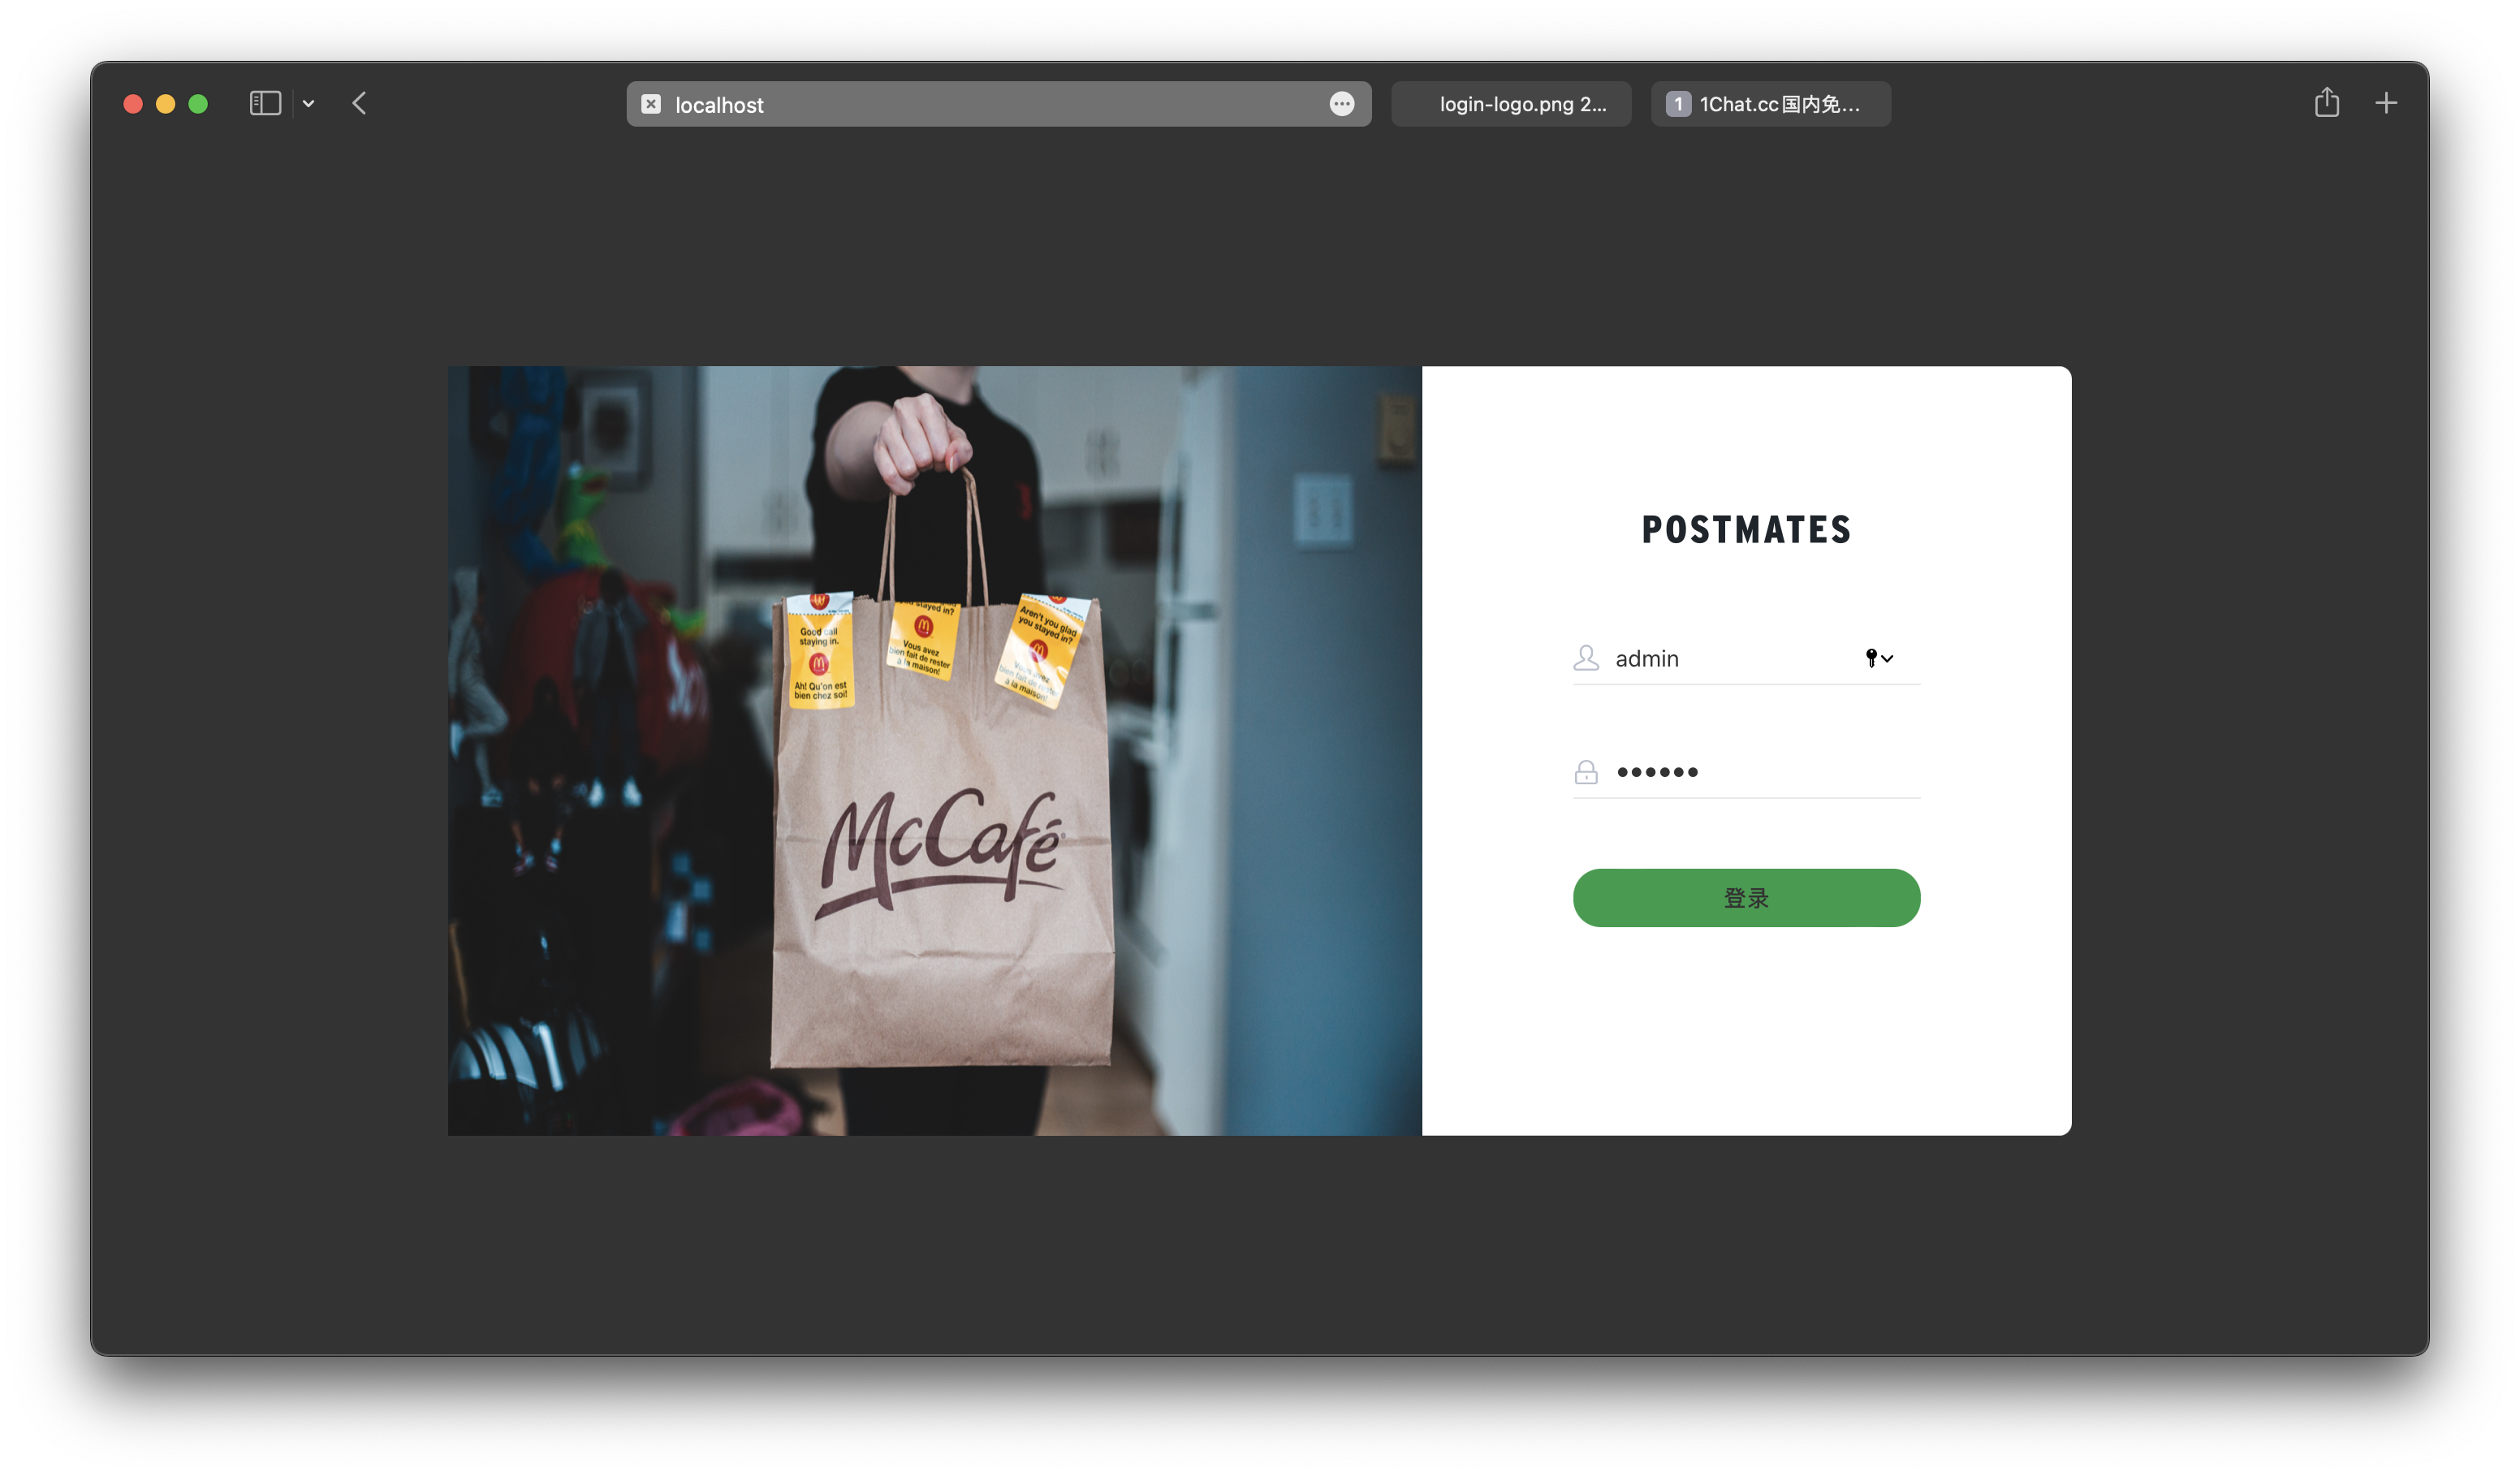 localhost
login-logo.png 2...
1 1Chat.cc国内免...
POSTMATES
admin
登录
Good call
staying in.
Ah! Qu'on est
bien chez soi!
stayed in?
Vous avez
bien fait de rester
à la maison!
Aren't you glad
you stayed in?
Vous avez
bien fait de rester
à la maison!
McCafé